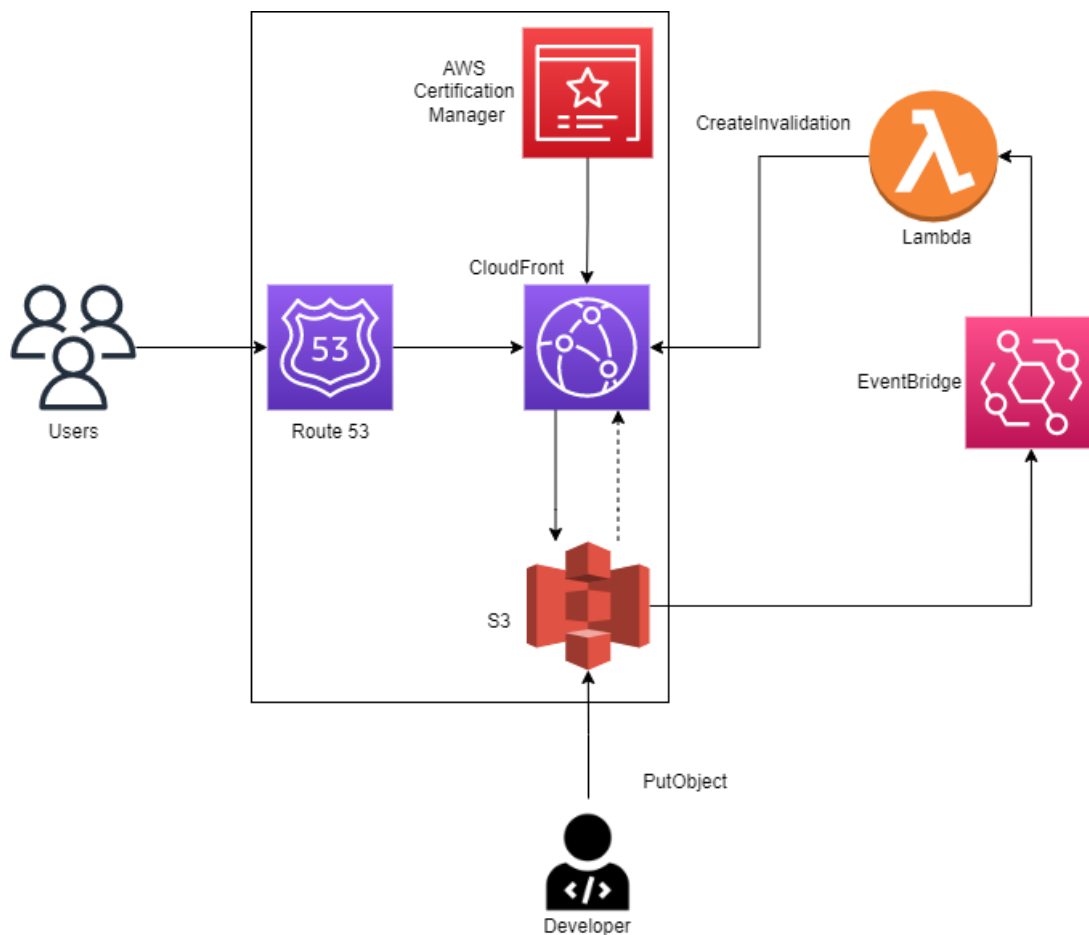 AWS
Certification
Manager
CreateInvalidation
Lambda
CloudFront
53
EventBridge
Users
Route 53
S3
PutObject
</>
Developer